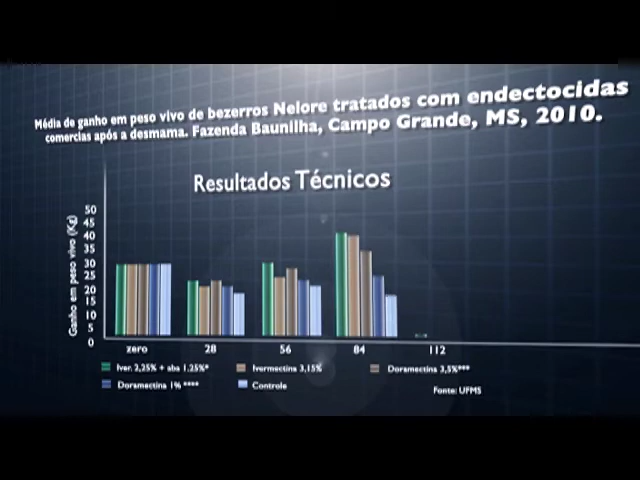 Média de ganho em peso vivo de bezerros Nelore tratados com endectocidas
comercias após a desmama. Fazenda Baunilha, Campo Grande, MS, 2010.
Resultados Técnicos
Ganho em peso vivo (Kg)
50
45
40
35
30
25
20
15
10
5
0
zero 28 56 84 112
Iver. 2,25% + aba 1,25%* Ivermectina 3,15% Doramectina 3,5%***
Doramectina 1% **** Controle
Fonte: UFMS